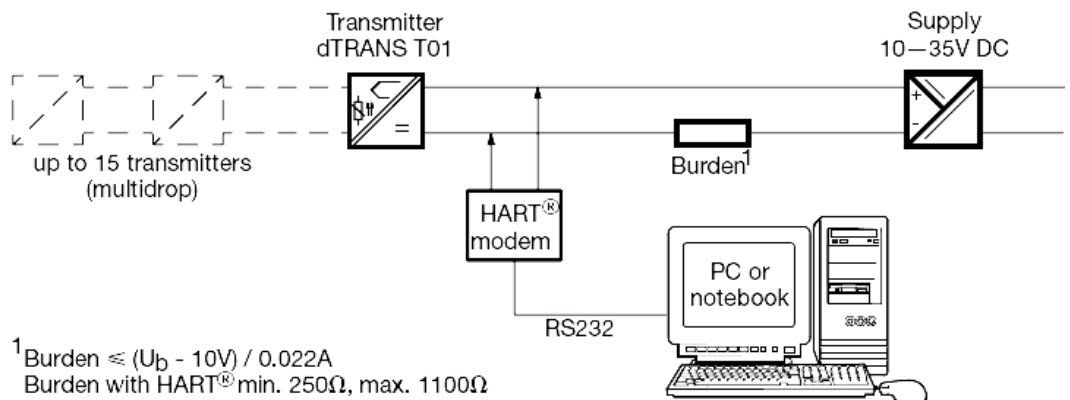 Transmitter
dTRANS T01
Supply
10—35V DC
up to 15 transmitters
(multidrop)
+
-
=
Burden1
HART®
modem
PC or
notebook
RS232
1Burden ≤ (Ub - 10V) / 0.022A
Burden with HART® min. 250Ω, max. 1100Ω